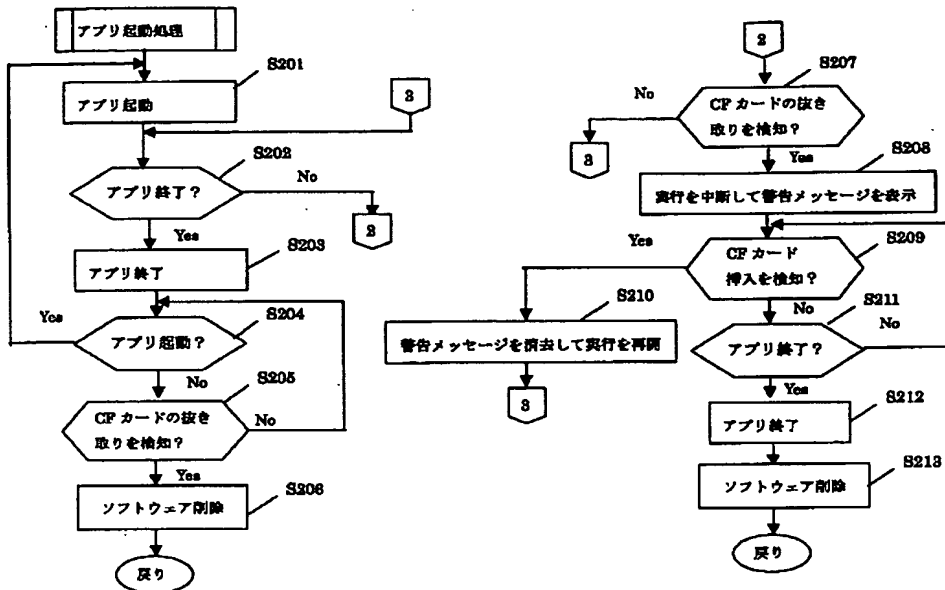 アプリ起動処理
S201
アプリ起動
3
S202
アプリ終了？
No
2
Yes
S203
アプリ終了
S204
Yes
アプリ起動？
No
S205
CFカードの抜き
取りを検知？
No
Yes
S206
ソフトウェア削除
戻り
2
S207
No
CFカードの抜き
取りを検知？
3
Yes
S208
実行を中断して警告メッセージを表示
S209
Yes
CFカード
挿入を検知？
S210
警告メッセージを消去して実行を再開
3
No
S211
No
アプリ終了？
Yes
S212
アプリ終了
S213
ソフトウェア削除
戻り